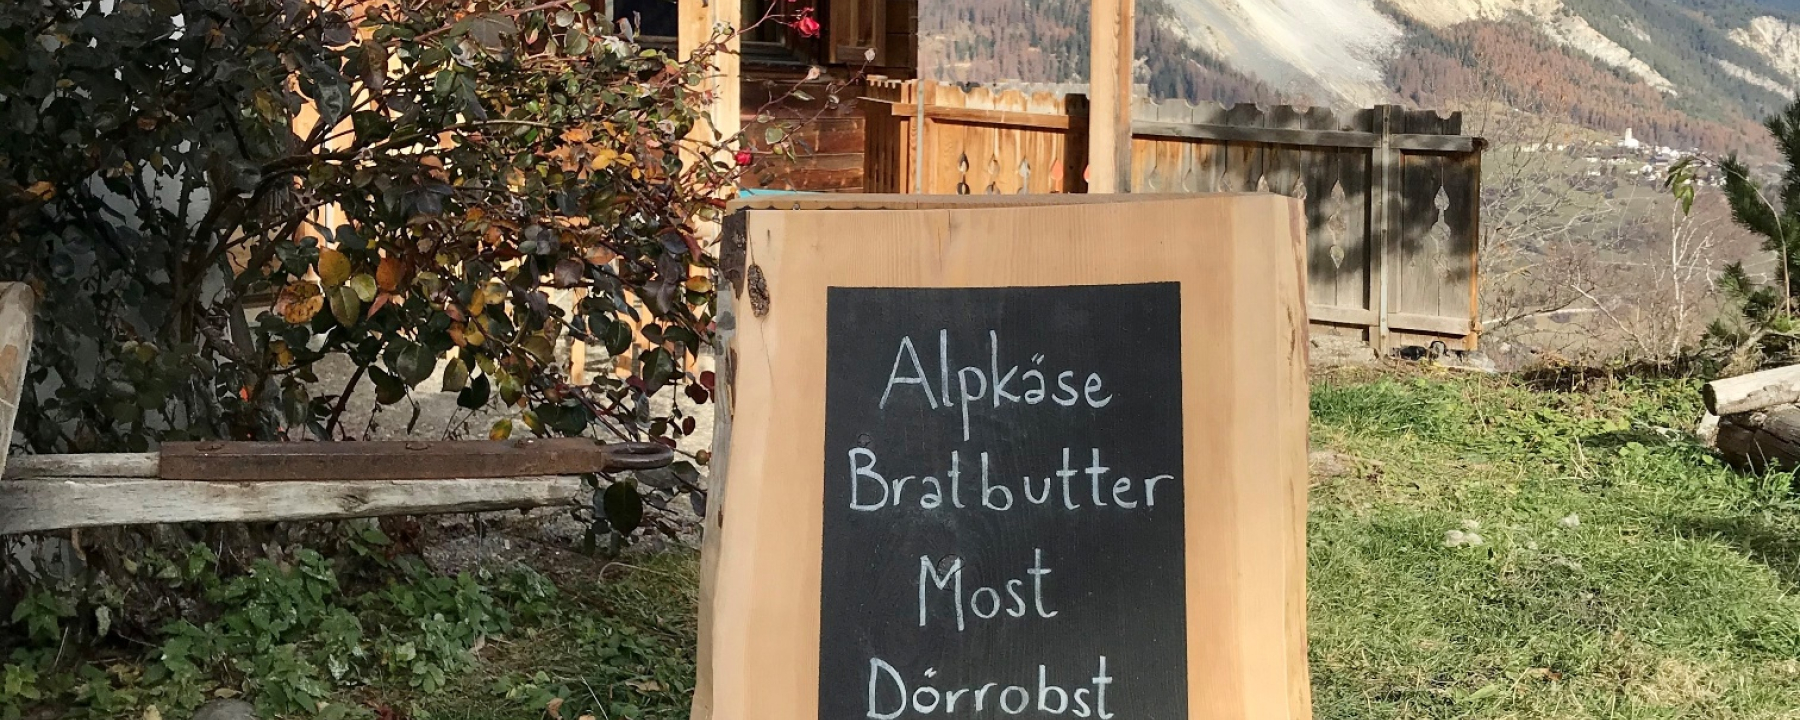 Alpkäse
Bratbutter
Most
Dörrobst